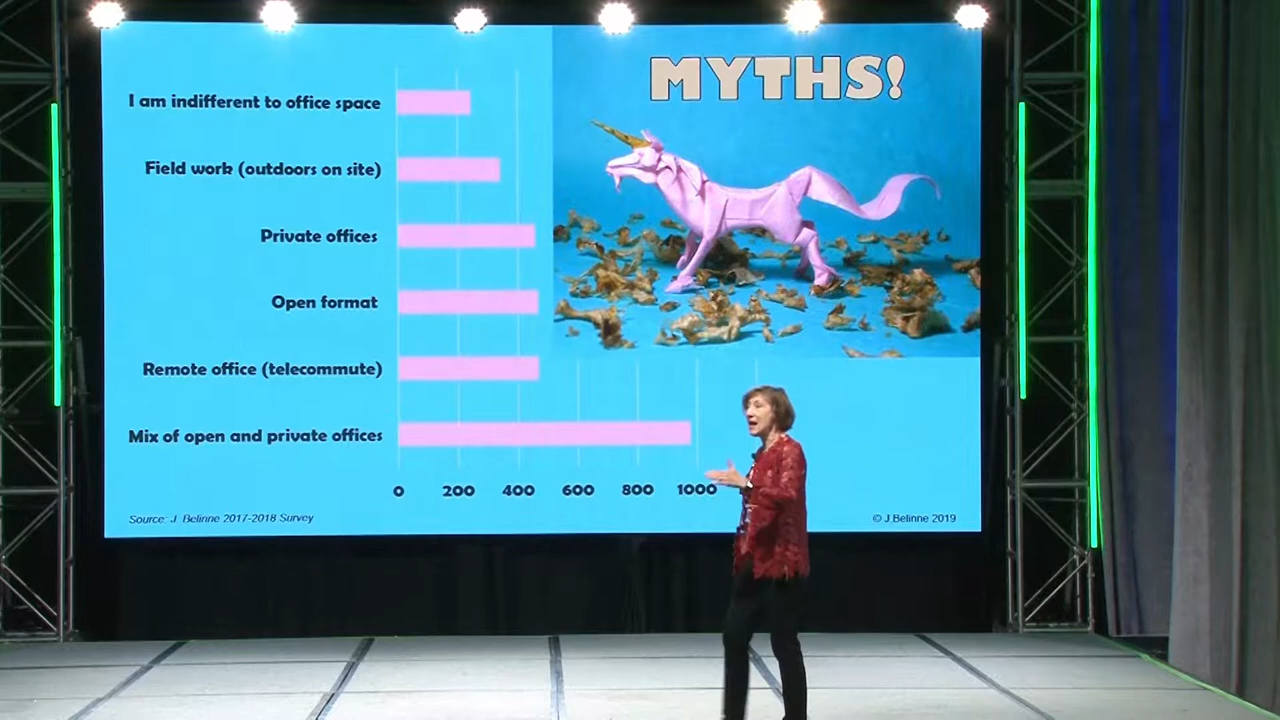 MYTHS!
I am indifferent to office space
Field work (outdoors on site)
Private offices
Open format
Remote office (telecommute)
Mix of open and private offices
0 200 400 600 800 1000
Source: J. Belinne 2017-2018 Survey
© J.Belinne 2019